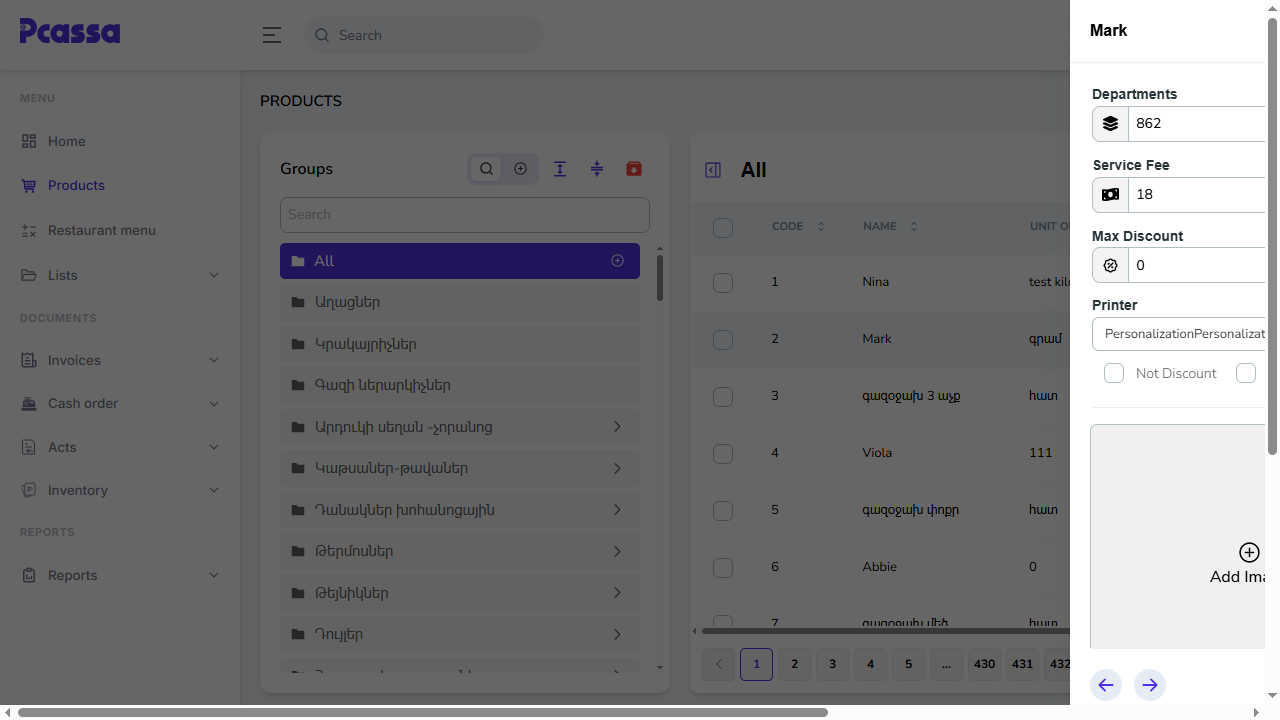 Pcassa
Search
MENU
Home
Products
Restaurant menu
Lists
DOCUMENTS
Invoices
Cash order
Acts
Inventory
REPORTS
Reports
PRODUCTS
Groups
Search
All
Աղացներ
Կրակայրիչներ
Գազի ներարկիչներ
Արդուկի սեղան -չորանոց
Կաթսաներ-թավաներ
Դանակներ խոհանոցային
Թերմոսներ
Թեյնիկներ
Դույլեր
All
CODE NAME
1 Nina test
2 Mark գրամ
3 գազօջախ 3 աչք հատ
4 Viola 111
5 գազօջախ փոքր հատ
6 Abbie 0
7 գազօջախ մեծ հատ
1 2 3 4 5 ... 430 431 432
Mark
Departments
862
Service Fee
18
Max Discount
0
Printer
PersonalizationPersonalizat
Not Discount
Add Ima